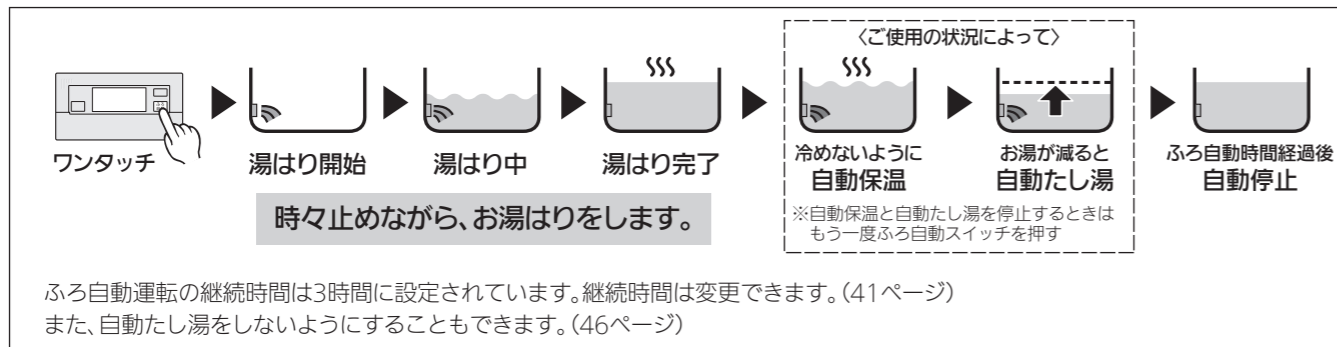 〈ご使用の状況によって〉
ワンタッチ
湯はり開始
湯はり中
湯はり完了
冷めないように
自動保温
お湯が減ると
自動たし湯
ふろ自動時間経過後
自動停止
時々止めながら、お湯はりをします。
※自動保温と自動たし湯を停止するときは
もう一度ふろ自動スイッチを押す
ふろ自動運転の継続時間は3時間に設定されています。継続時間は変更できます。(41ページ)
また、自動たし湯をしないようにすることもできます。(46ページ)